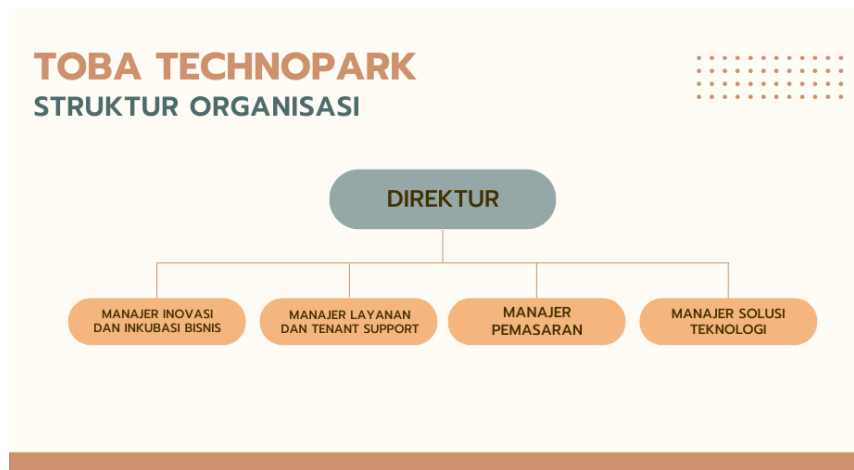 TOBA TECHNOPARK
STRUKTUR ORGANISASI
DIREKTUR
MANAJER INOVASI
DAN INKUBASI BISNIS
MANAJER LAYANAN
DAN TENANT SUPPORT
MANAJER
PEMASARAN
MANAJER SOLUSI
TEKNOLOGI